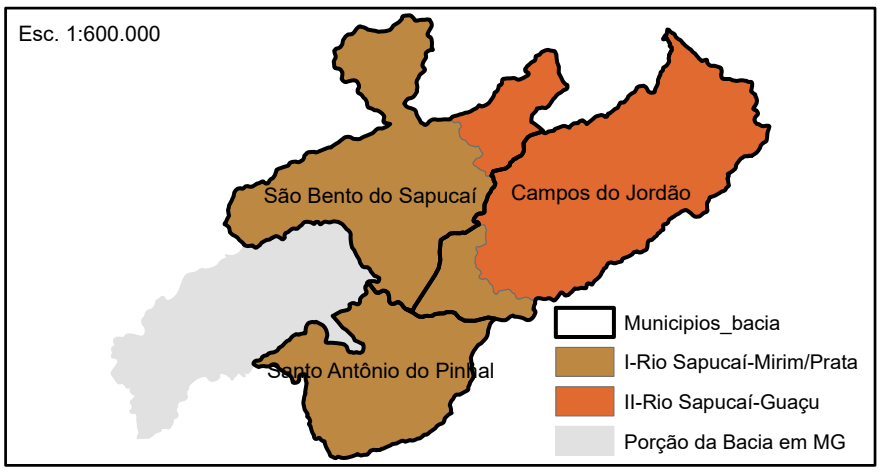 Esc. 1:600.000
São Bento do Sapucaí
Campos do Jordão
Santo Antônio do Pinhal
Municipios_bacia
I-Rio Sapucaí-Mirim/Prata
II-Rio Sapucaí-Guaçu
Porção da Bacia em MG